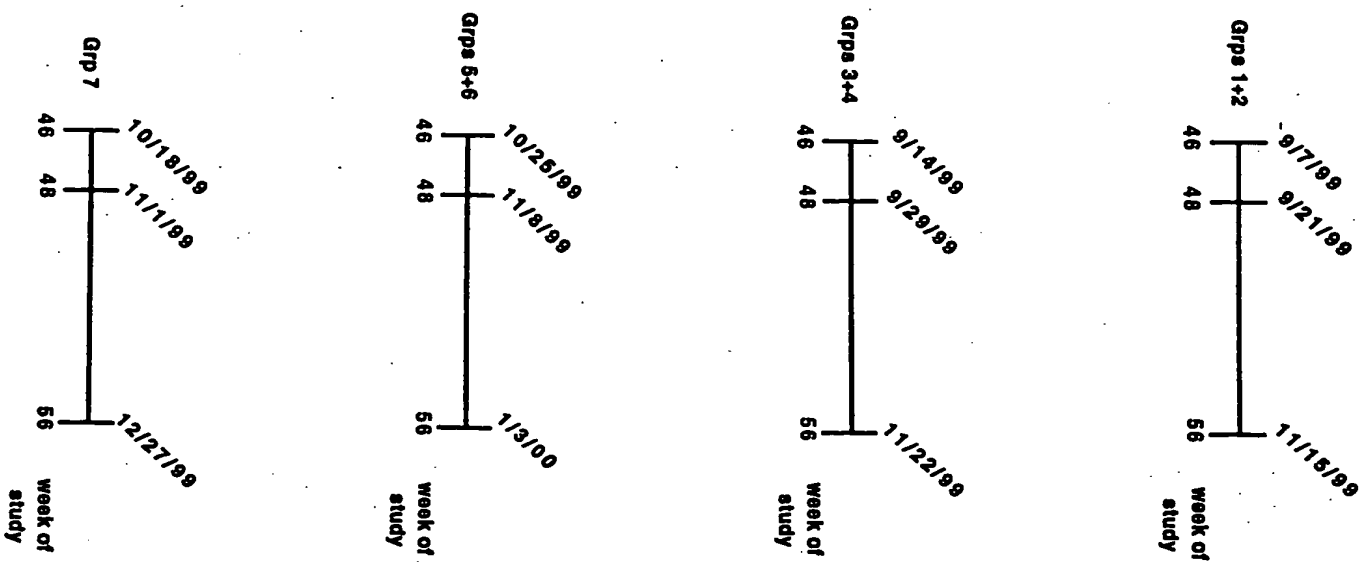 Grps 1+2
9/7/99
9/21/99
11/15/99
46
48
56
week of
study
Grps 3+4
9/14/99
9/29/99
11/22/99
46
48
56
week of
study
Grps 5+6
10/25/99
11/8/99
1/3/00
46
48
56
week of
study
Grp 7
10/18/99
11/1/99
12/27/99
46
48
56
week of
study